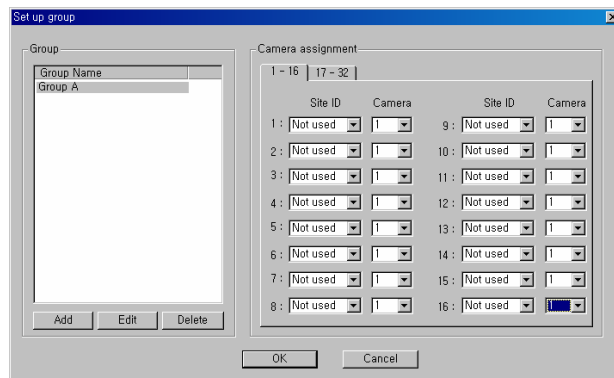 Set up group
Group
Group Name
Group A
Add Edit Delete
Camera assignment
1 - 16 17 - 32
Site ID Camera Site ID Camera
1 : Not used 1 9 : Not used 1
2 : Not used 1 10 : Not used 1
3 : Not used 1 11 : Not used 1
4 : Not used 1 12 : Not used 1
5 : Not used 1 13 : Not used 1
6 : Not used 1 14 : Not used 1
7 : Not used 1 15 : Not used 1
8 : Not used 1 16 : Not used 1
OK Cancel